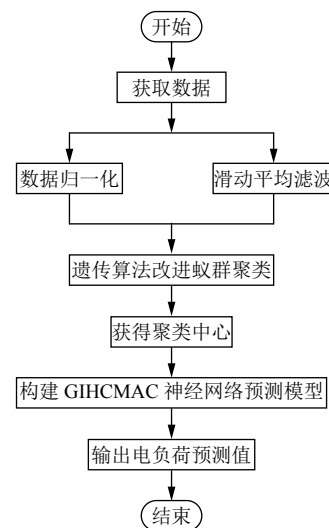 开始
获取数据
数据归一化
滑动平均滤波
遗传算法改进蚁群聚类
获得聚类中心
构建 GIHCMAC 神经网络预测模型
输出电负荷预测值
结束